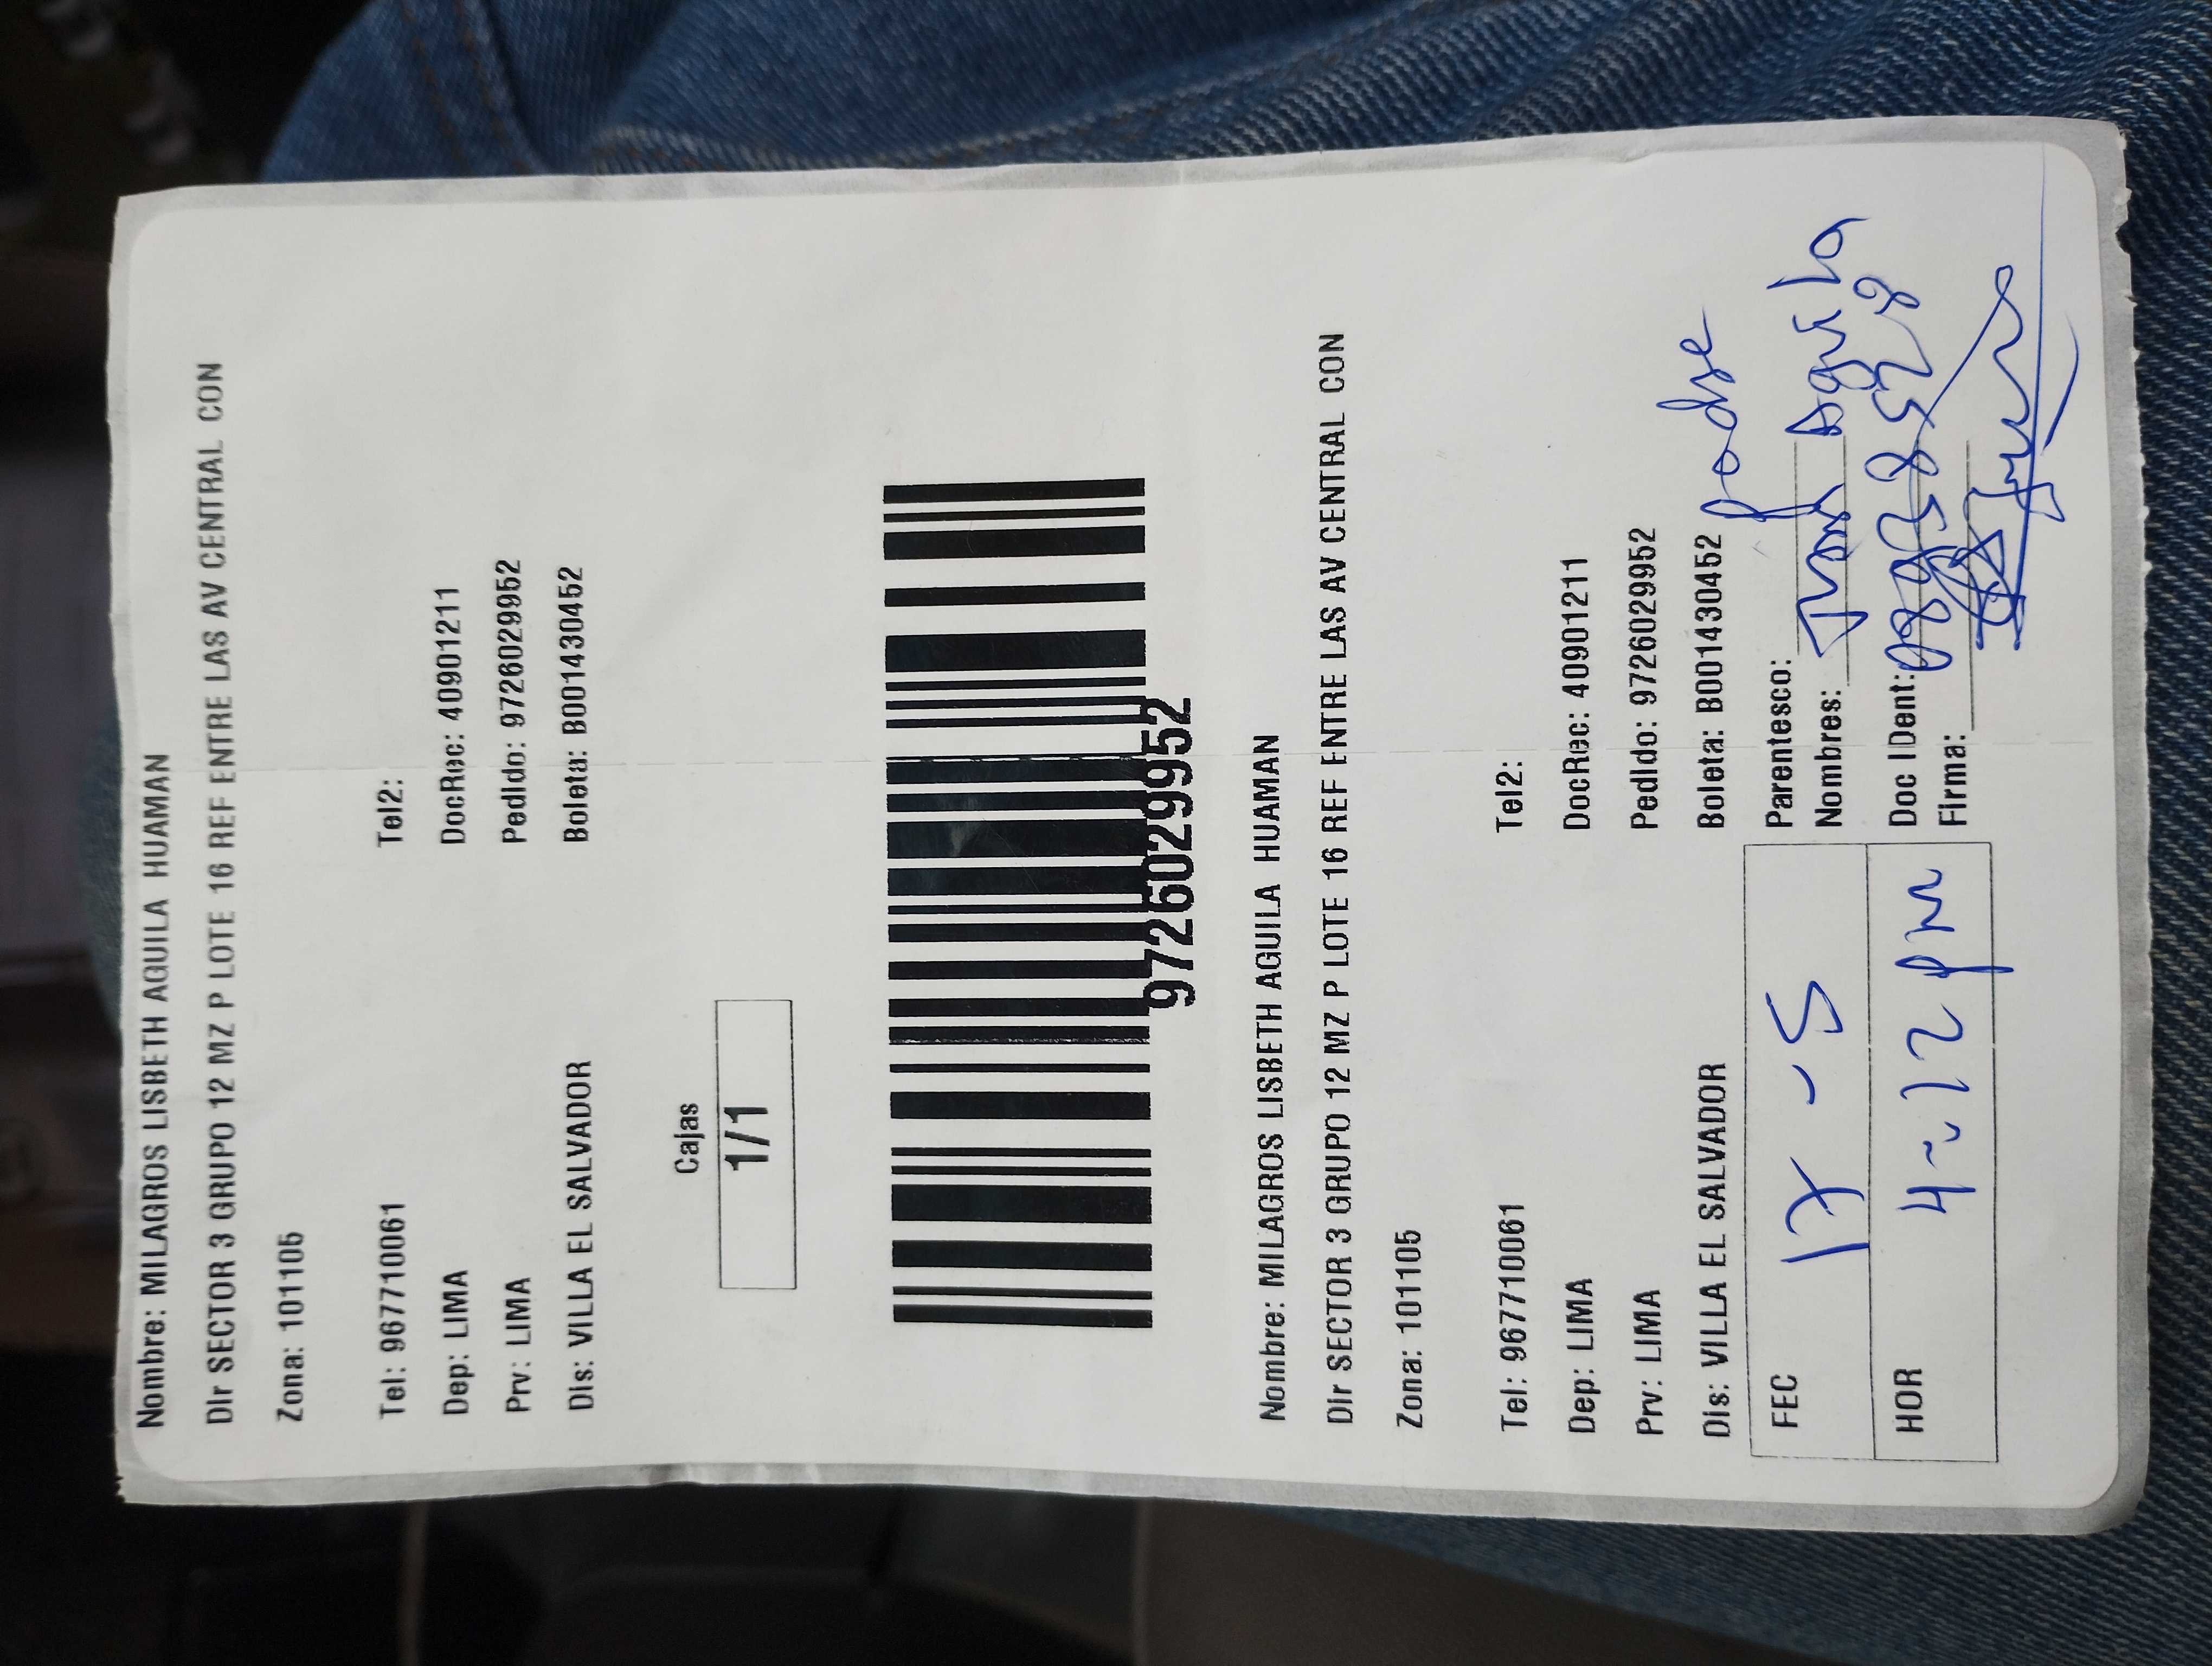 Nombre: MILAGROS LISBETH AGUILA HUAMAN
Dir SECTOR 3 GRUPO 12 MZ P LOTE 16 REF ENTRE LAS AV CENTRAL CON
Zona: 101105
Tel: 967710061 Tel2:
Dep: LIMA DocRec: 40901211
Prv: LIMA Pedido: 9726029952
Dis: VILLA EL SALVADOR Boleta: B001430452
Cajas
1/1
9726029952
Nombre: MILAGROS LISBETH AGUILA HUAMAN
Dir SECTOR 3 GRUPO 12 MZ P LOTE 16 REF ENTRE LAS AV CENTRAL CON
Zona: 101105
Tel: 967710061 Tel2:
Dep: LIMA DocRec: 40901211
Prv: LIMA Pedido: 9726029952
Dis: VILLA EL SALVADOR Boleta: B001430452
FEC 17-5 Parentesco: padre
Nombres: Aguila
HOR 4:12 pm Doc IDent:
Firma: